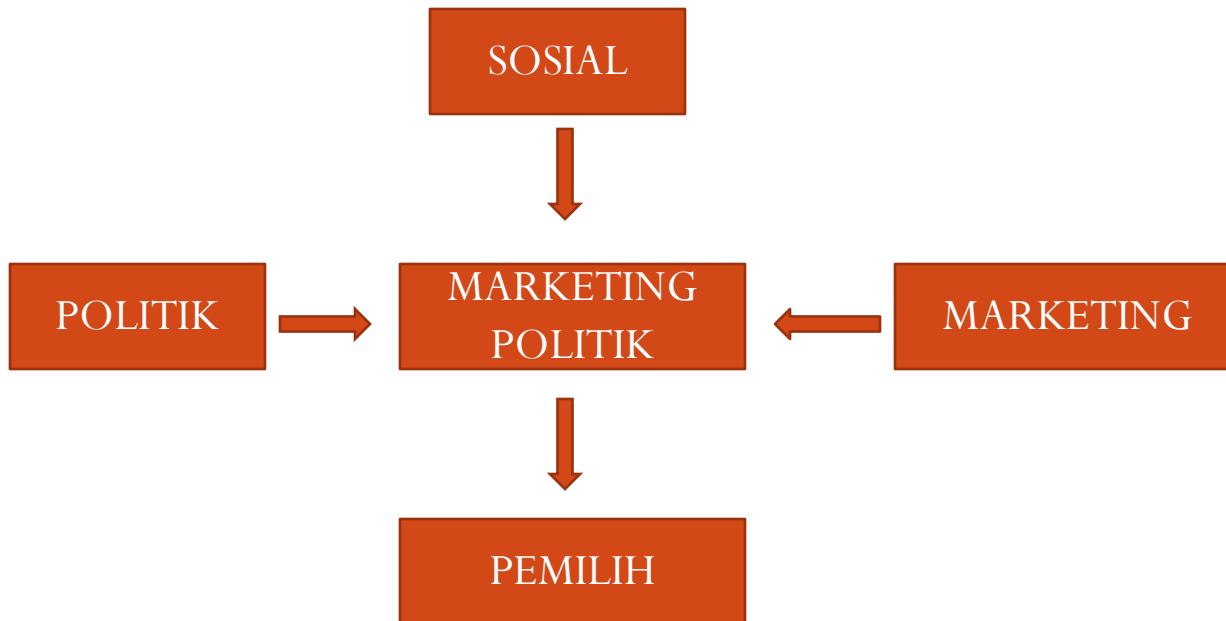 SOSIAL
POLITIK
MARKETING
POLITIK
MARKETING
PEMILIH